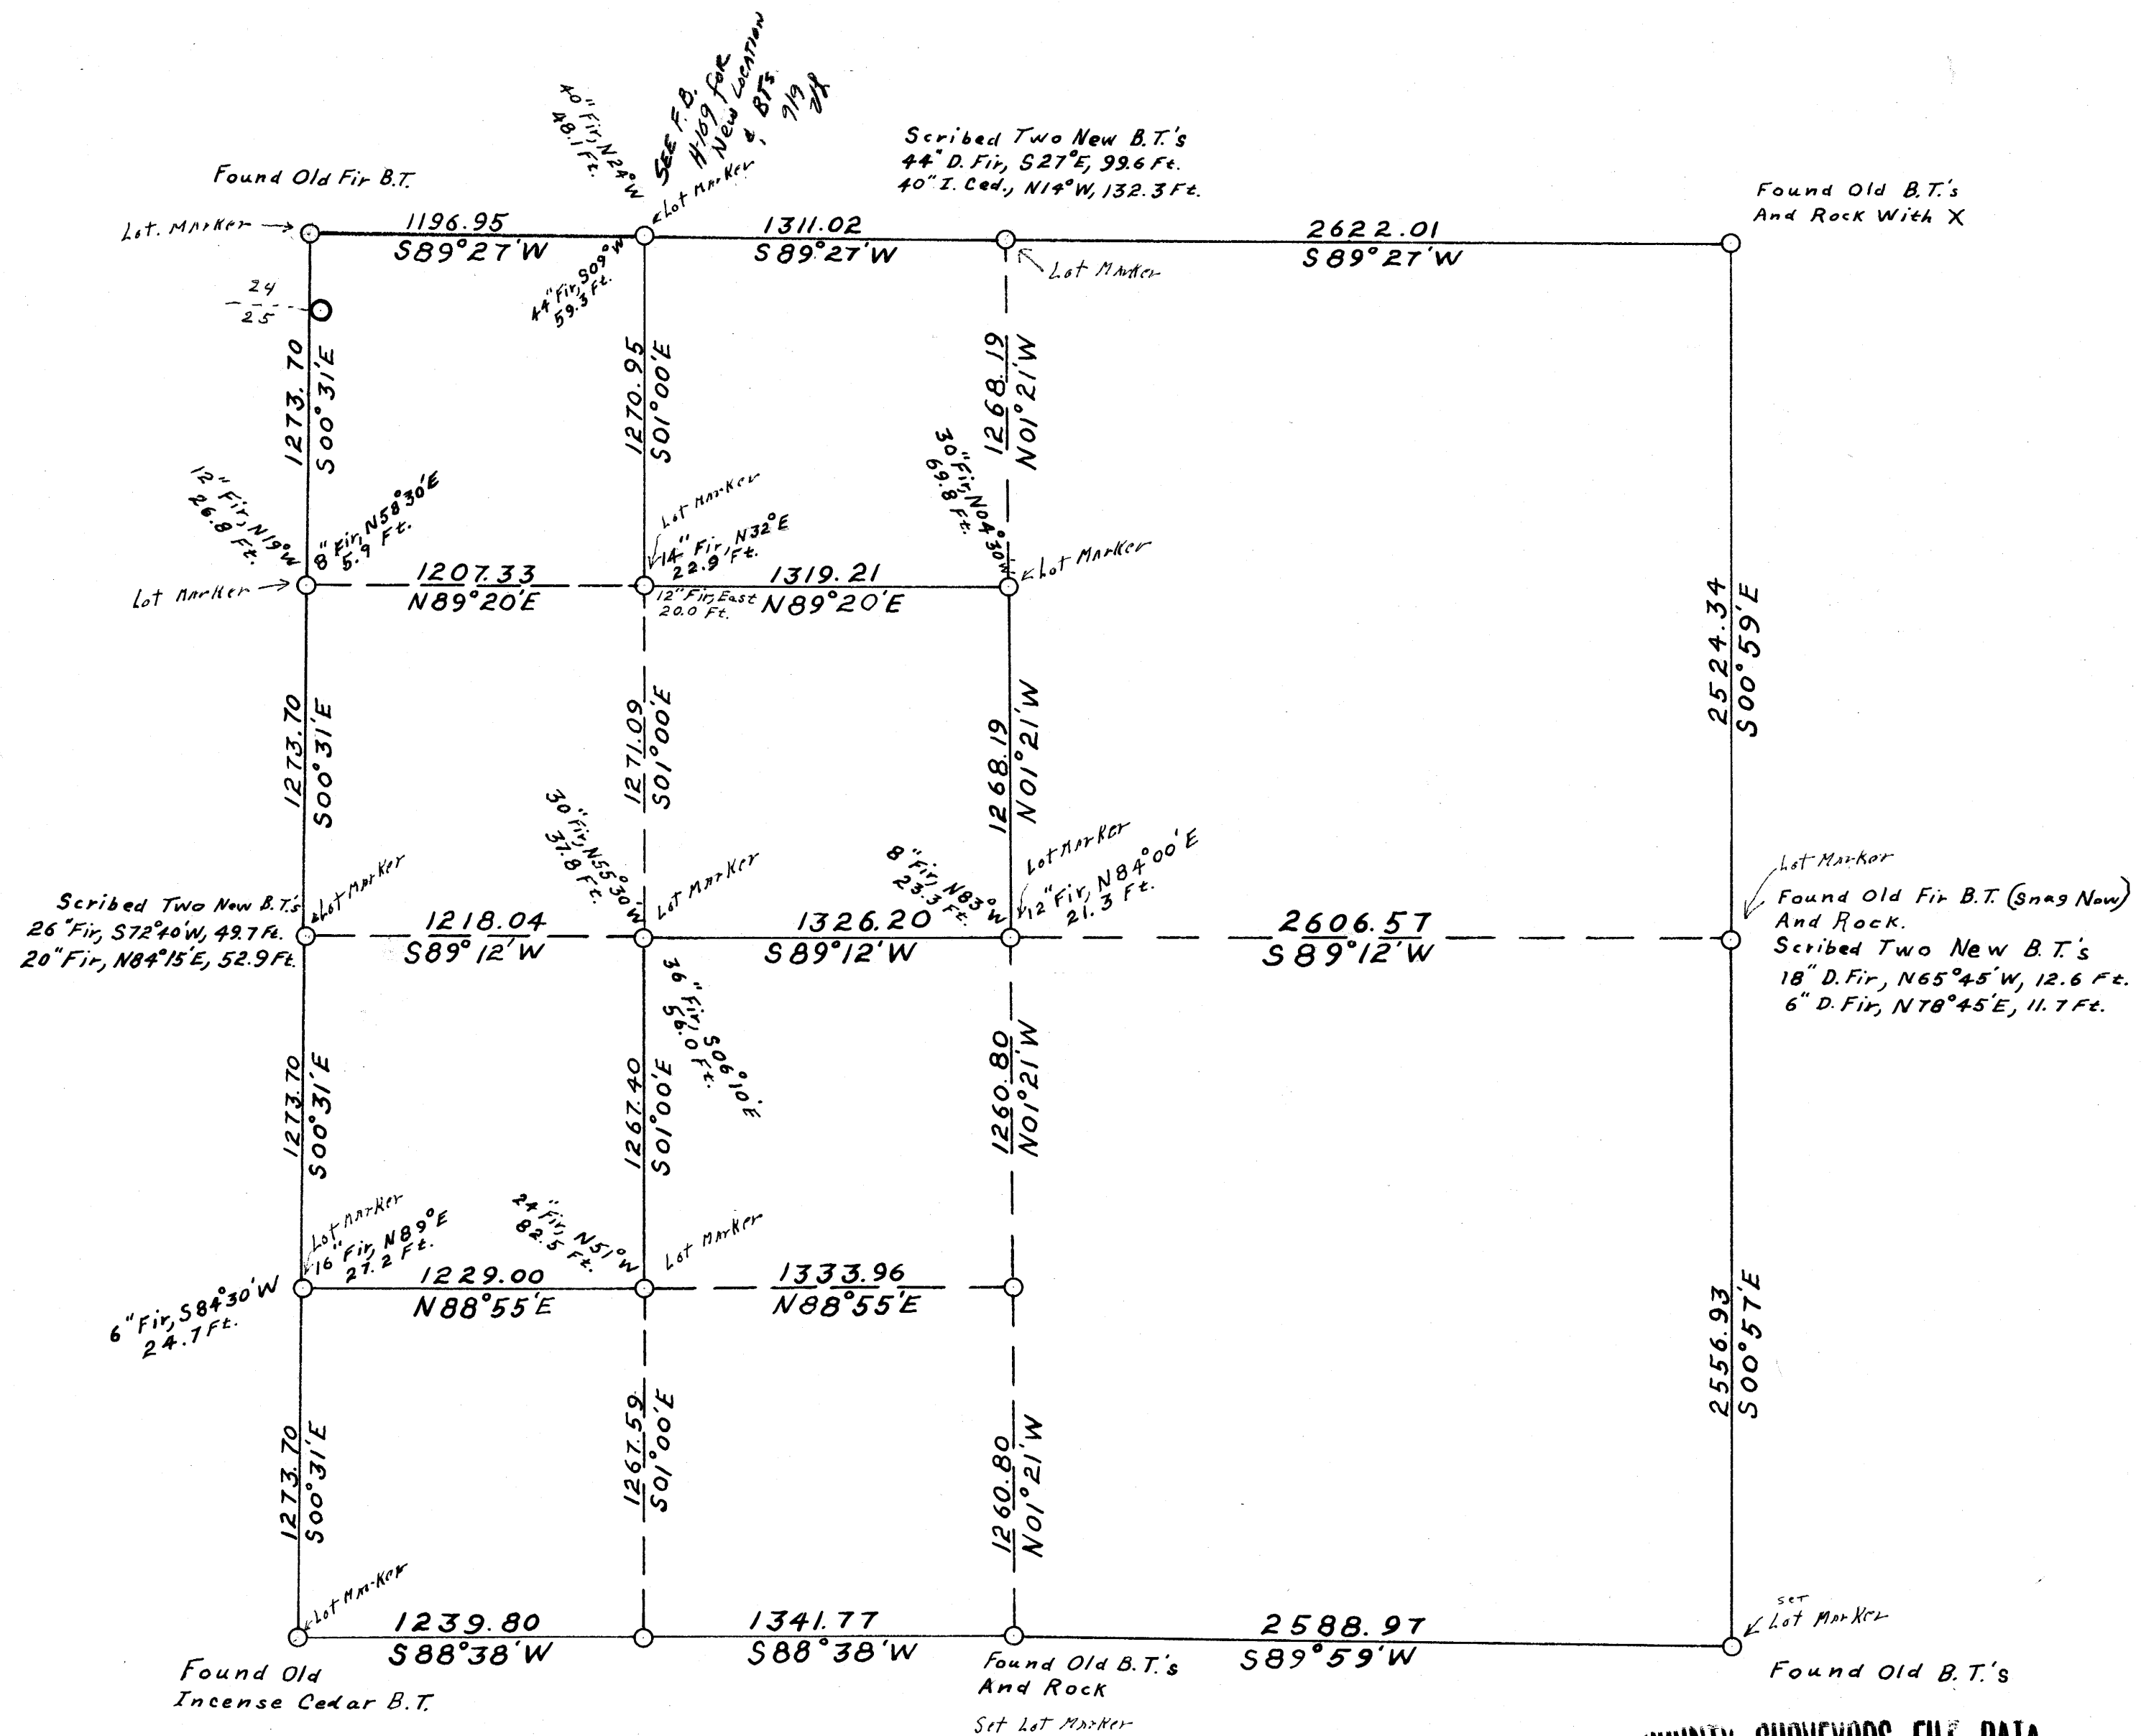 SEE F.B.
H-169 for
New Location
& BTs.
9/9
40" Fir, N24°W
48.1 Ft.
Lot Marker
Scribed Two New B.T.'s
44" D. Fir, S27°E, 99.6 Ft.
40" I. Ced., N14°W, 132.3 Ft.
Found Old Fir B.T.
Found Old B.T.'s
And Rock With X
Lot. Marker
1196.95
S89°27'W
1311.02
S89°27'W
2622.01
S89°27'W
Lot Marker
44" Fir, S09°W
59.3 Ft.
24
25
1273.70
S00°31'E
1270.95
S01°00'E
1268.19
N01°21'W
12" Fir, N19°W
26.8 Ft.
8" Fir, N58°30'E
5.9 Ft.
Lot Marker
14" Fir, N32°E
22.9 Ft.
30" Fir, N04°30'W
69.8 Ft.
Lot Marker
Lot Marker
1207.33
N89°20'E
12" Fir, East
20.0 Ft.
1319.21
N89°20'E
2524.34
S00°59'E
1273.70
S00°31'E
1271.09
S01°00'E
1268.19
N01°21'W
30" Fir, N55°30'W
37.8 Ft.
Lot Marker
Lot Marker
8" Fir, N83°W
23.3 Ft.
Lot Marker
12" Fir, N84°00'E
21.3 Ft.
Lot Marker
Scribed Two New B.T.'s
26" Fir, S72°40'W, 49.7 Ft.
20" Fir, N84°15'E, 52.9 Ft.
1218.04
S89°12'W
1326.20
S89°12'W
2606.57
S89°12'W
Found Old Fir B.T. (Snag Now)
And Rock.
Scribed Two New B.T.'s
18" D. Fir, N65°45'W, 12.6 Ft.
6" D. Fir, N78°45'E, 11.7 Ft.
36" Fir, S06°10'E
56.0 Ft.
1273.70
S00°31'E
1267.40
S01°00'E
1260.80
N01°21'W
Lot Marker
16" Fir, N89°E
27.2 Ft.
24" Fir, N51°W
82.5 Ft.
Lot Marker
6" Fir, S84°30'W
24.7 Ft.
1229.00
N88°55'E
1333.96
N88°55'E
2556.93
S00°57'E
1273.70
S00°31'E
1267.59
S01°00'E
1260.80
N01°21'W
Lot Marker
1239.80
S88°38'W
1341.77
S88°38'W
2588.97
S89°59'W
set
Lot Marker
Found Old
Incense Cedar B.T.
Found Old B.T.'s
And Rock
Set Lot Marker
Found Old B.T.'s
COUNTY SURVEYORS FILE DATA